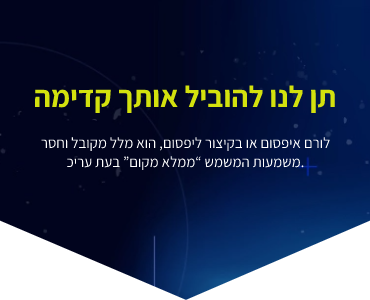 תן לנו להוביל אותך קדימה
לורם איפסום או בקיצור ליפסום, הוא מלל מקובל וחסר
משמעות המשמש “ממלא מקום” בעת עריכ.